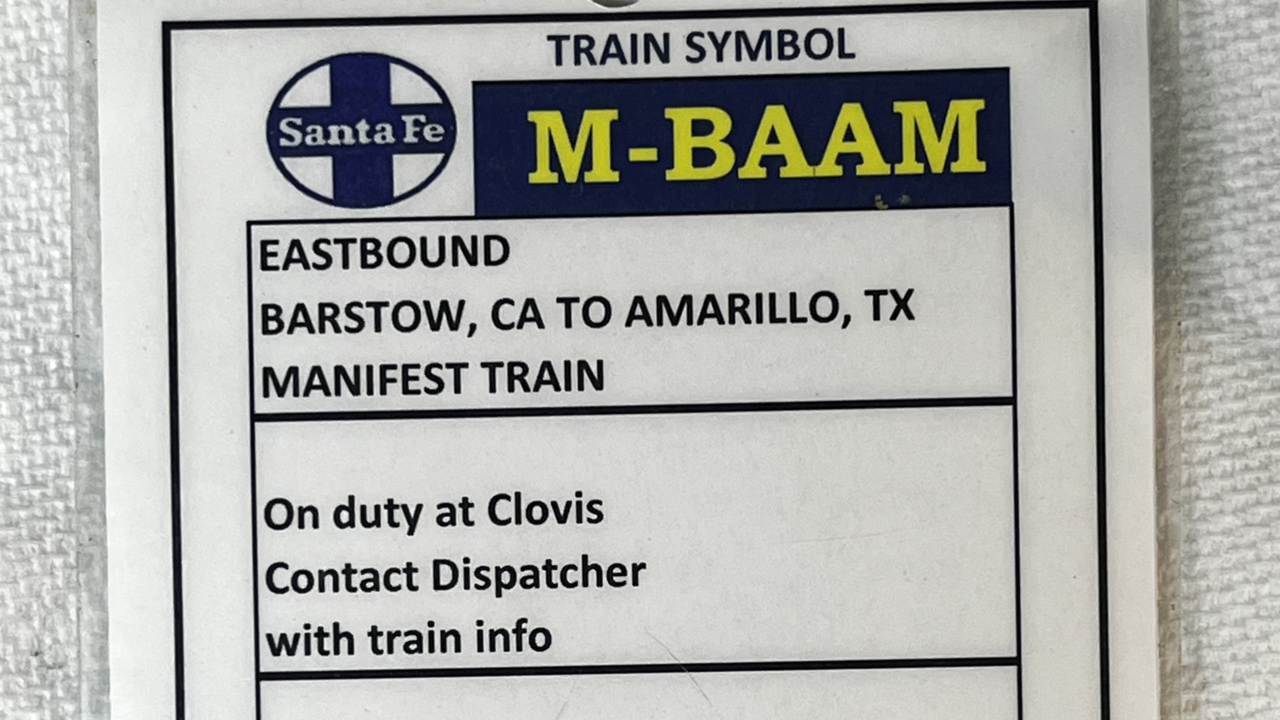 TRAIN SYMBOL
Santa Fe
M-BAAM
EASTBOUND
BARSTOW, CA TO AMARILLO, TX
MANIFEST TRAIN
On duty at Clovis
Contact Dispatcher
with train info